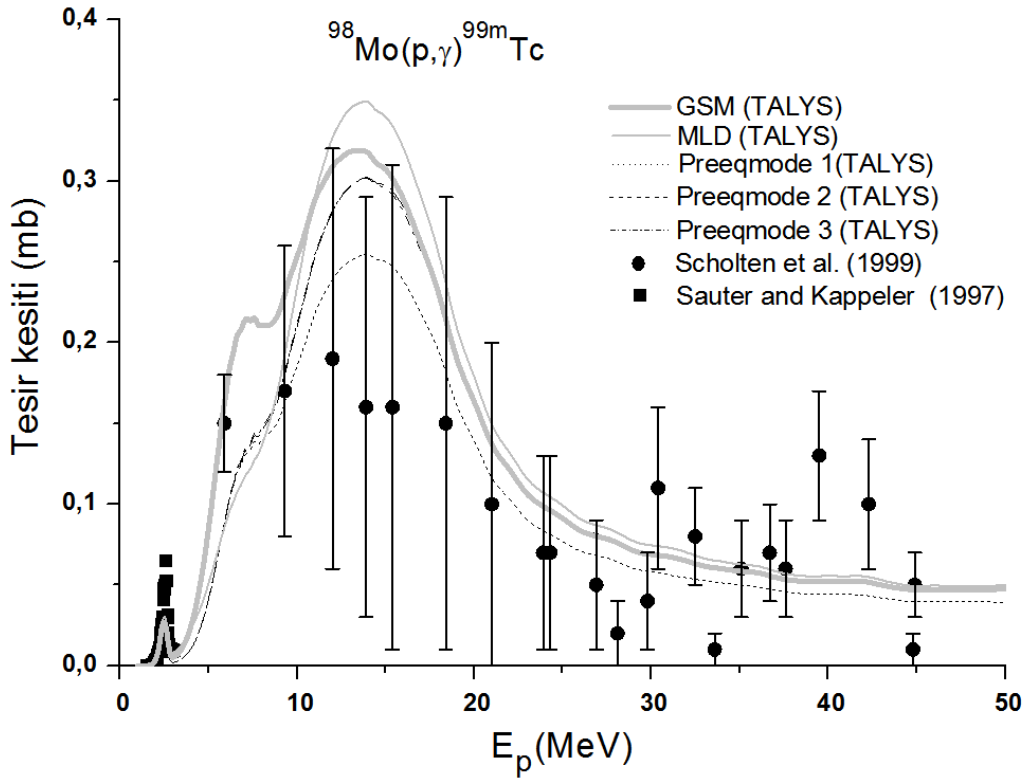 ⁹⁸Mo(p,γ)⁹⁹ᵐTc
GSM (TALYS)
MLD (TALYS)
Preeqmode 1(TALYS)
Preeqmode 2 (TALYS)
Preeqmode 3 (TALYS)
Scholten et al. (1999)
Sauter and Kappeler (1997)
Tesir kesiti (mb)
0,4
0,3
0,2
0,1
0,0
0 10 20 30 40 50
Eₚ(MeV)